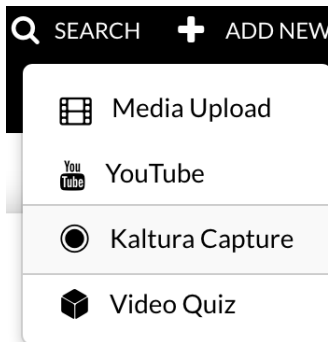 SEARCH ADD NEW
Media Upload
You Tube YouTube
Kaltura Capture
Video Quiz